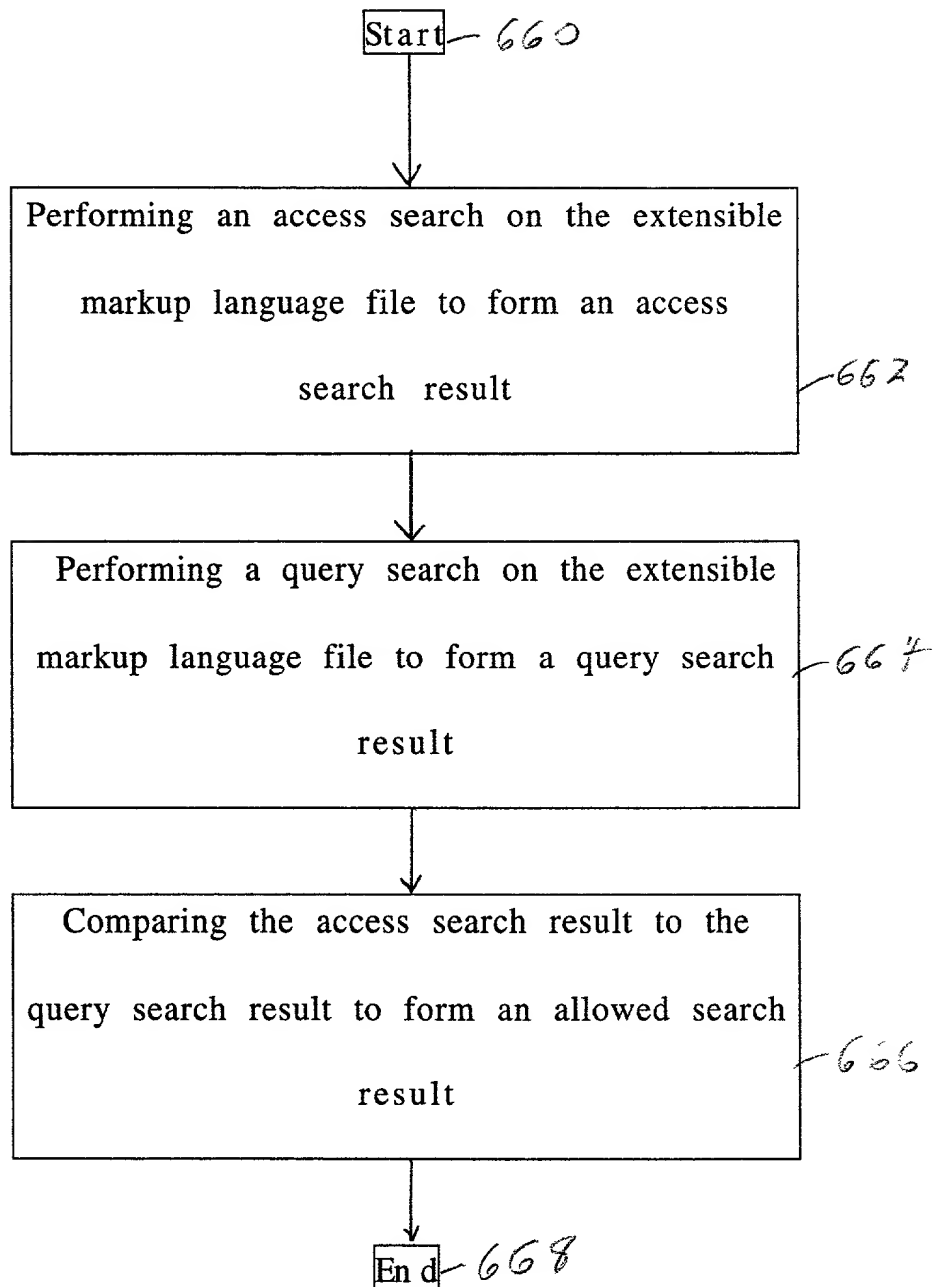 Start 660
Performing an access search on the extensible
markup language file to form an access
search result
662
Performing a query search on the extensible
markup language file to form a query search
664
result
Comparing the access search result to the
query search result to form an allowed search
666
result
End 668